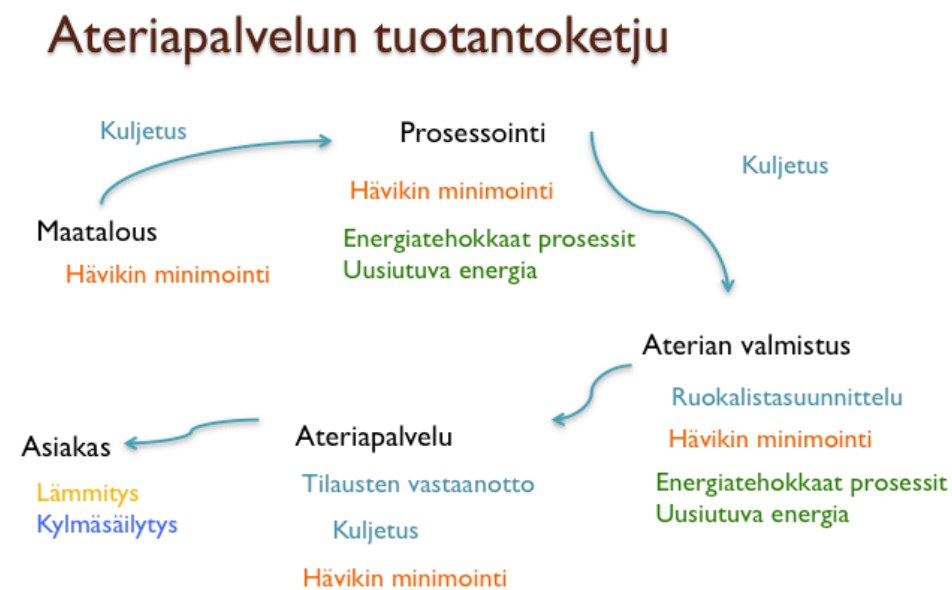 Ateriapalvelun tuotantoketju
Kuljetus
Prosessointi
Kuljetus
Hävikin minimointi
Maatalous
Energiatehokkaat prosessit
Hävikin minimointi
Uusiutuva energia
Aterian valmistus
Ruokalistasuunnittelu
Hävikin minimointi
Energiatehokkaat prosessit
Uusiutuva energia
Ateriapalvelu
Tilausten vastaanotto
Kuljetus
Hävikin minimointi
Asiakas
Lämmitys
Kylmäsäilytys